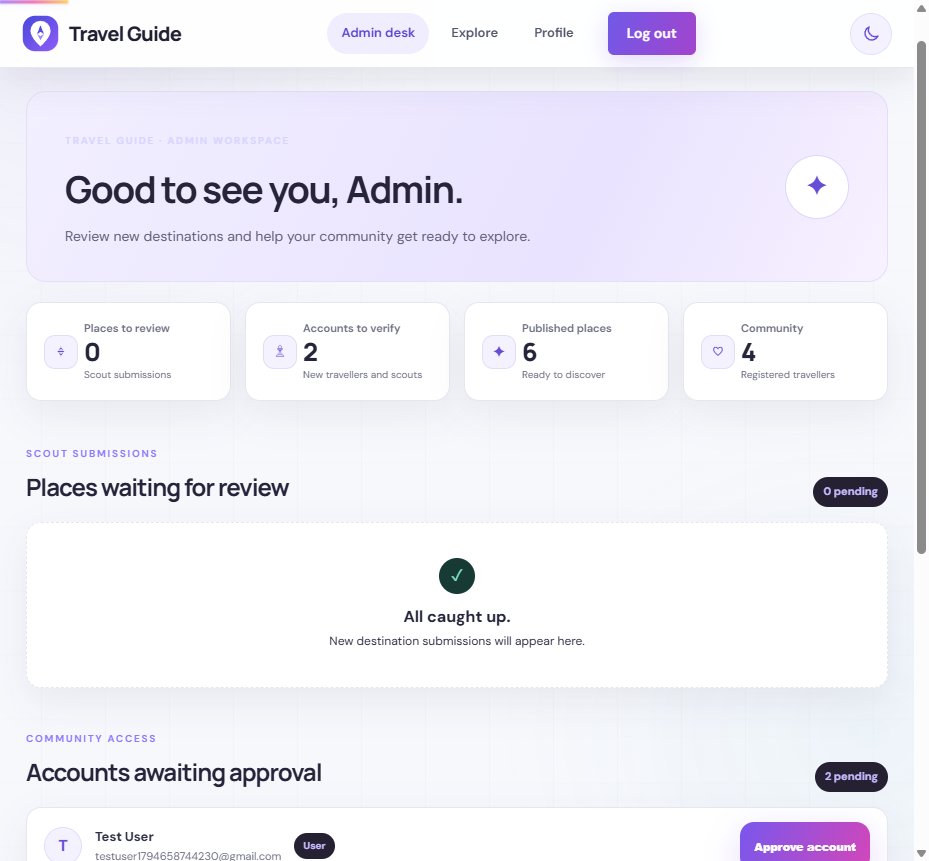 Travel Guide
Admin desk
Explore
Profile
Log out
TRAVEL GUIDE · ADMIN WORKSPACE
Good to see you, Admin.
Review new destinations and help your community get ready to explore.
Places to review
0
Scout submissions
Accounts to verify
2
New travellers and scouts
Published places
6
Ready to discover
Community
4
Registered travellers
SCOUT SUBMISSIONS
Places waiting for review
0 pending
All caught up.
New destination submissions will appear here.
COMMUNITY ACCESS
Accounts awaiting approval
2 pending
T
Test User
testuser1794658744230@gmail.com
User
Approve account